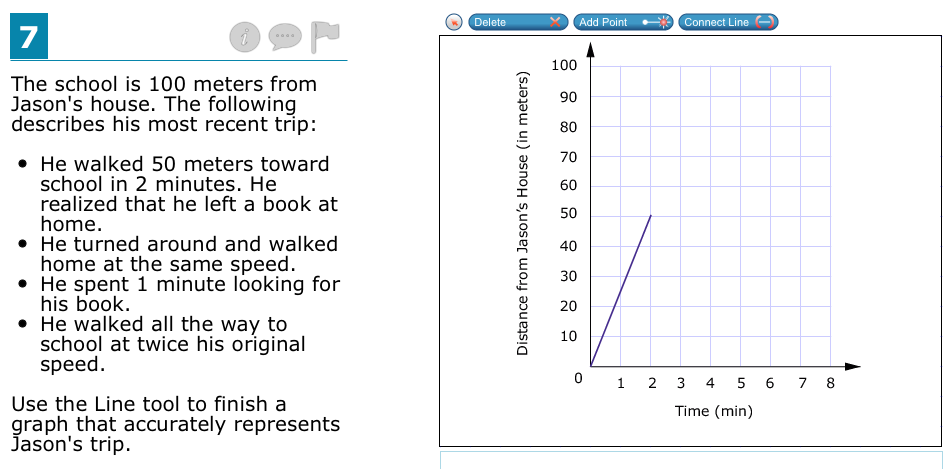 7
The school is 100 meters from
Jason's house. The following
describes his most recent trip:
• He walked 50 meters toward
school in 2 minutes. He
realized that he left a book at
home.
• He turned around and walked
home at the same speed.
• He spent 1 minute looking for
his book.
• He walked all the way to
school at twice his original
speed.
Use the Line tool to finish a
graph that accurately represents
Jason's trip.
Delete
Add Point
Connect Line
Distance from Jason's House (in meters)
100
90
80
70
60
50
40
30
20
10
0
1 2 3 4 5 6 7 8
Time (min)